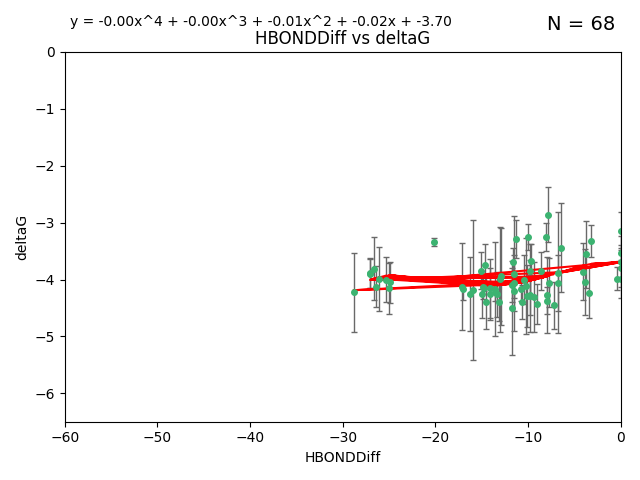 y = -0.00x^4 + -0.00x^3 + -0.01x^2 + -0.02x + -3.70
N = 68
HBONDDiff vs deltaG
0
−1
−2
−3
−4
−5
−6
deltaG
−60 −50 −40 −30 −20 −10 0
HBONDDiff